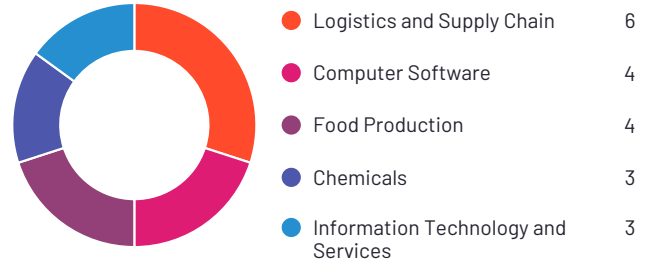 Logistics and Supply Chain 6
Computer Software 4
Food Production 4
Chemicals 3
Information Technology and 3
Services